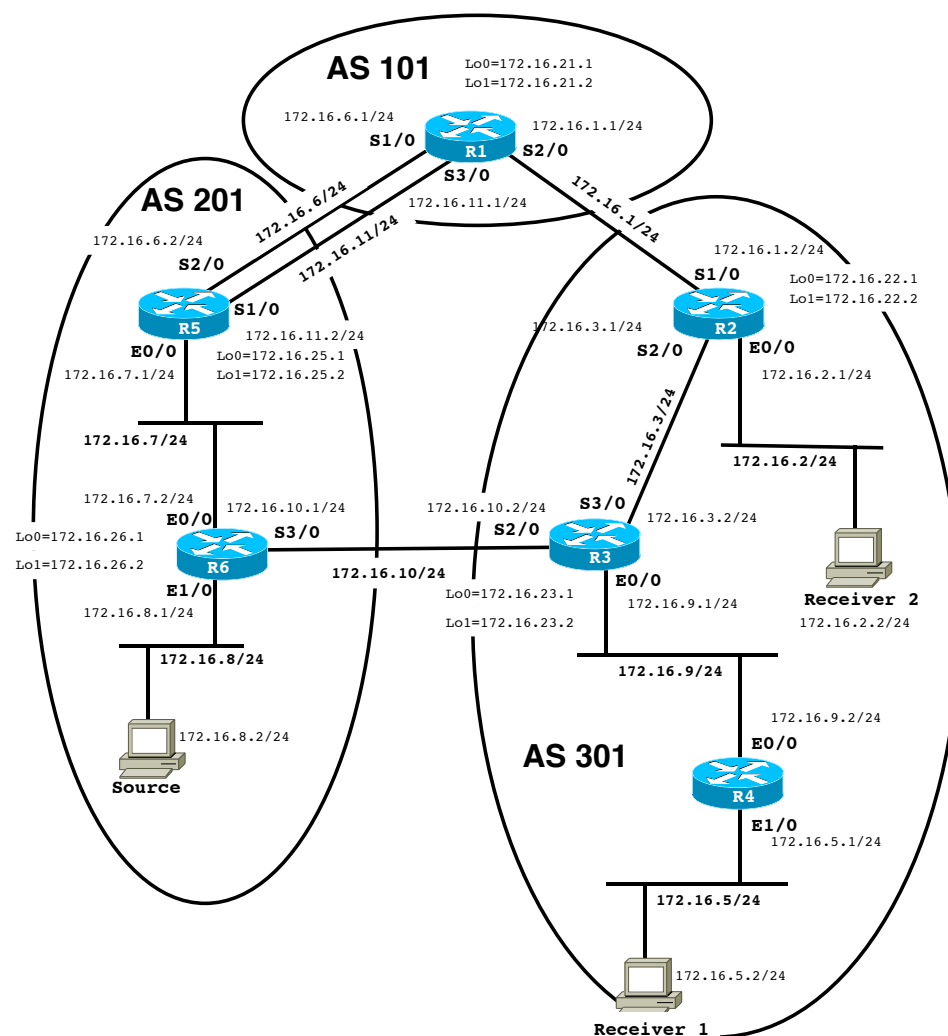 AS 101
Lo0=172.16.21.1
Lo1=172.16.21.2
172.16.6.1/24
172.16.1.1/24
S1/0
R1
S2/0
S3/0
172.16.11.1/24
AS 201
172.16.6/24
172.16.11/24
172.16.1/24
172.16.6.2/24
S2/0
S1/0
R5
E0/0
172.16.11.2/24
Lo0=172.16.25.1
Lo1=172.16.25.2
172.16.7.1/24
172.16.7/24
172.16.1.2/24
S1/0
Lo0=172.16.22.1
Lo1=172.16.22.2
172.16.3.1/24
R2
S2/0
E0/0
172.16.2.1/24
172.16.3/24
172.16.2/24
172.16.7.2/24
172.16.10.1/24
E0/0
S3/0
Lo0=172.16.26.1
Lo1=172.16.26.2
R6
E1/0
172.16.8.1/24
172.16.8/24
172.16.10/24
172.16.10.2/24
S3/0
S2/0
172.16.3.2/24
R3
E0/0
Lo0=172.16.23.1
172.16.9.1/24
Lo1=172.16.23.2
Receiver 2
172.16.2.2/24
172.16.9/24
172.16.8.2/24
Source
AS 301
172.16.9.2/24
E0/0
R4
E1/0
172.16.5.1/24
172.16.5/24
172.16.5.2/24
Receiver 1